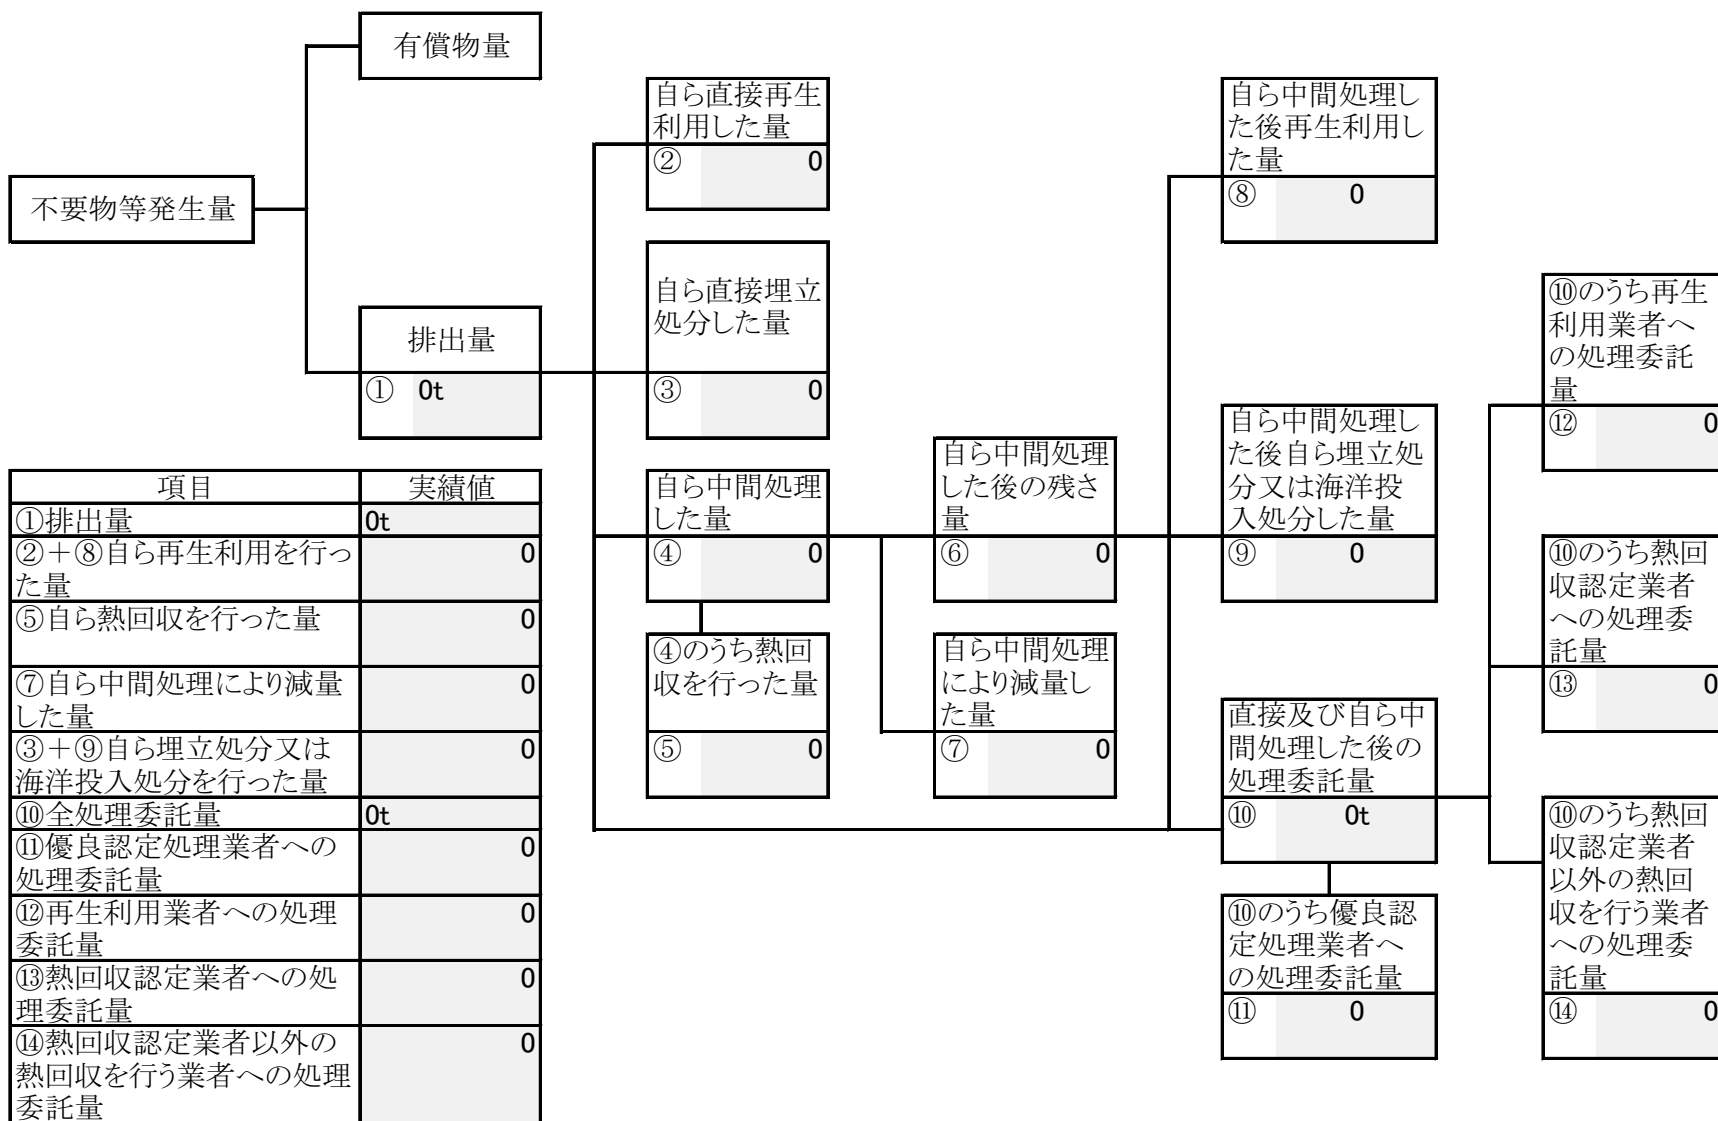 有償物量
不要物等発生量
排出量
① 0t
自ら直接再生
利用した量
② 0
自ら直接埋立
処分した量
③ 0
自ら中間処理
した量
④ 0
④のうち熱回
収を行った量
⑤ 0
自ら中間処理
した後の残さ
量
⑥ 0
自ら中間処理
により減量し
た量
⑦ 0
自ら中間処理し
た後再生利用し
た量
⑧ 0
自ら中間処理し
た後自ら埋立処
分又は海洋投
入処分した量
⑨ 0
直接及び自ら中
間処理した後の
処理委託量
⑩ 0t
⑩のうち優良認
定処理業者へ
の処理委託量
⑪ 0
⑩のうち再生
利用業者へ
の処理委託
量
⑫ 0
⑩のうち熱回
収認定業者
への処理委
託量
⑬ 0
⑩のうち熱回
収認定業者
以外の熱回
収を行う業者
への処理委
託量
⑭ 0
項目 実績値
①排出量 0t
②+⑧自ら再生利用を行っ 0
た量
⑤自ら熱回収を行った量 0
⑦自ら中間処理により減量 0
した量
③+⑨自ら埋立処分又は 0
海洋投入処分を行った量
⑩全処理委託量 0t
⑪優良認定処理業者への 0
処理委託量
⑫再生利用業者への処理 0
委託量
⑬熱回収認定業者への処 0
理委託量
⑭熱回収認定業者以外の 0
熱回収を行う業者への処理
委託量